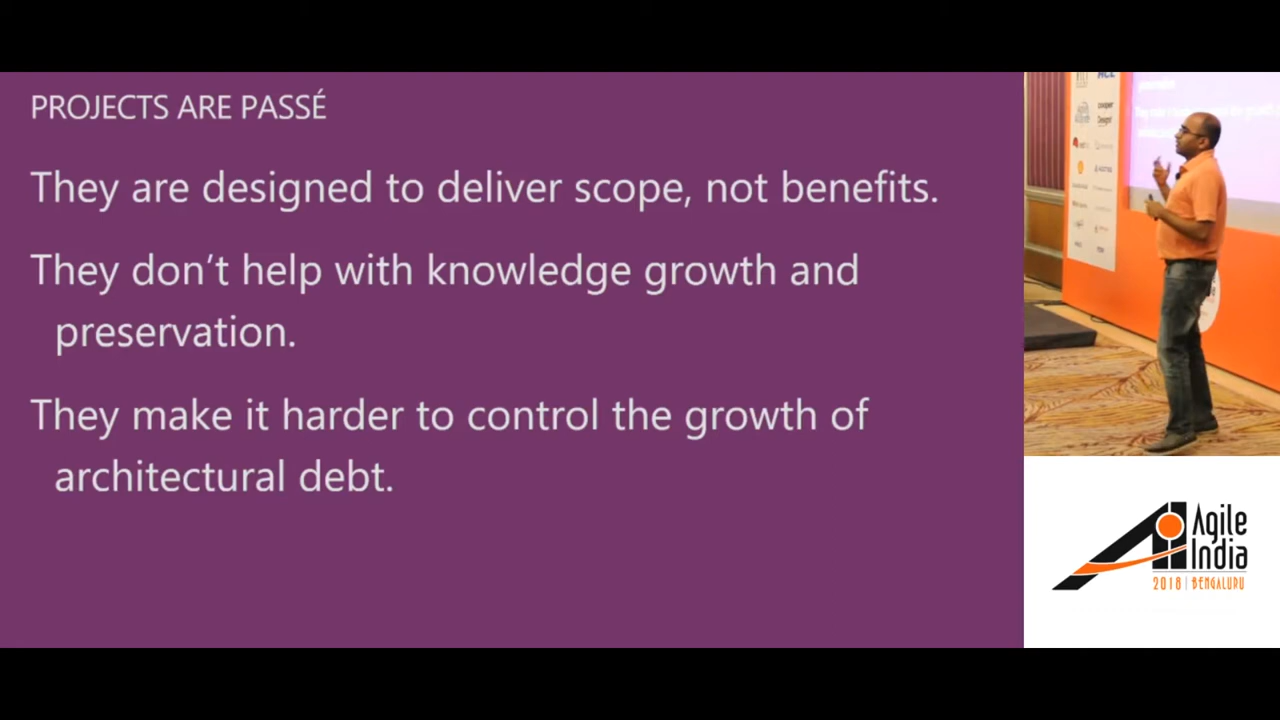 PROJECTS ARE PASSÉ
They are designed to deliver scope, not benefits.
They don't help with knowledge growth and
preservation.
They make it harder to control the growth of
architectural debt.
Agile
India
2018 | BENGALURU